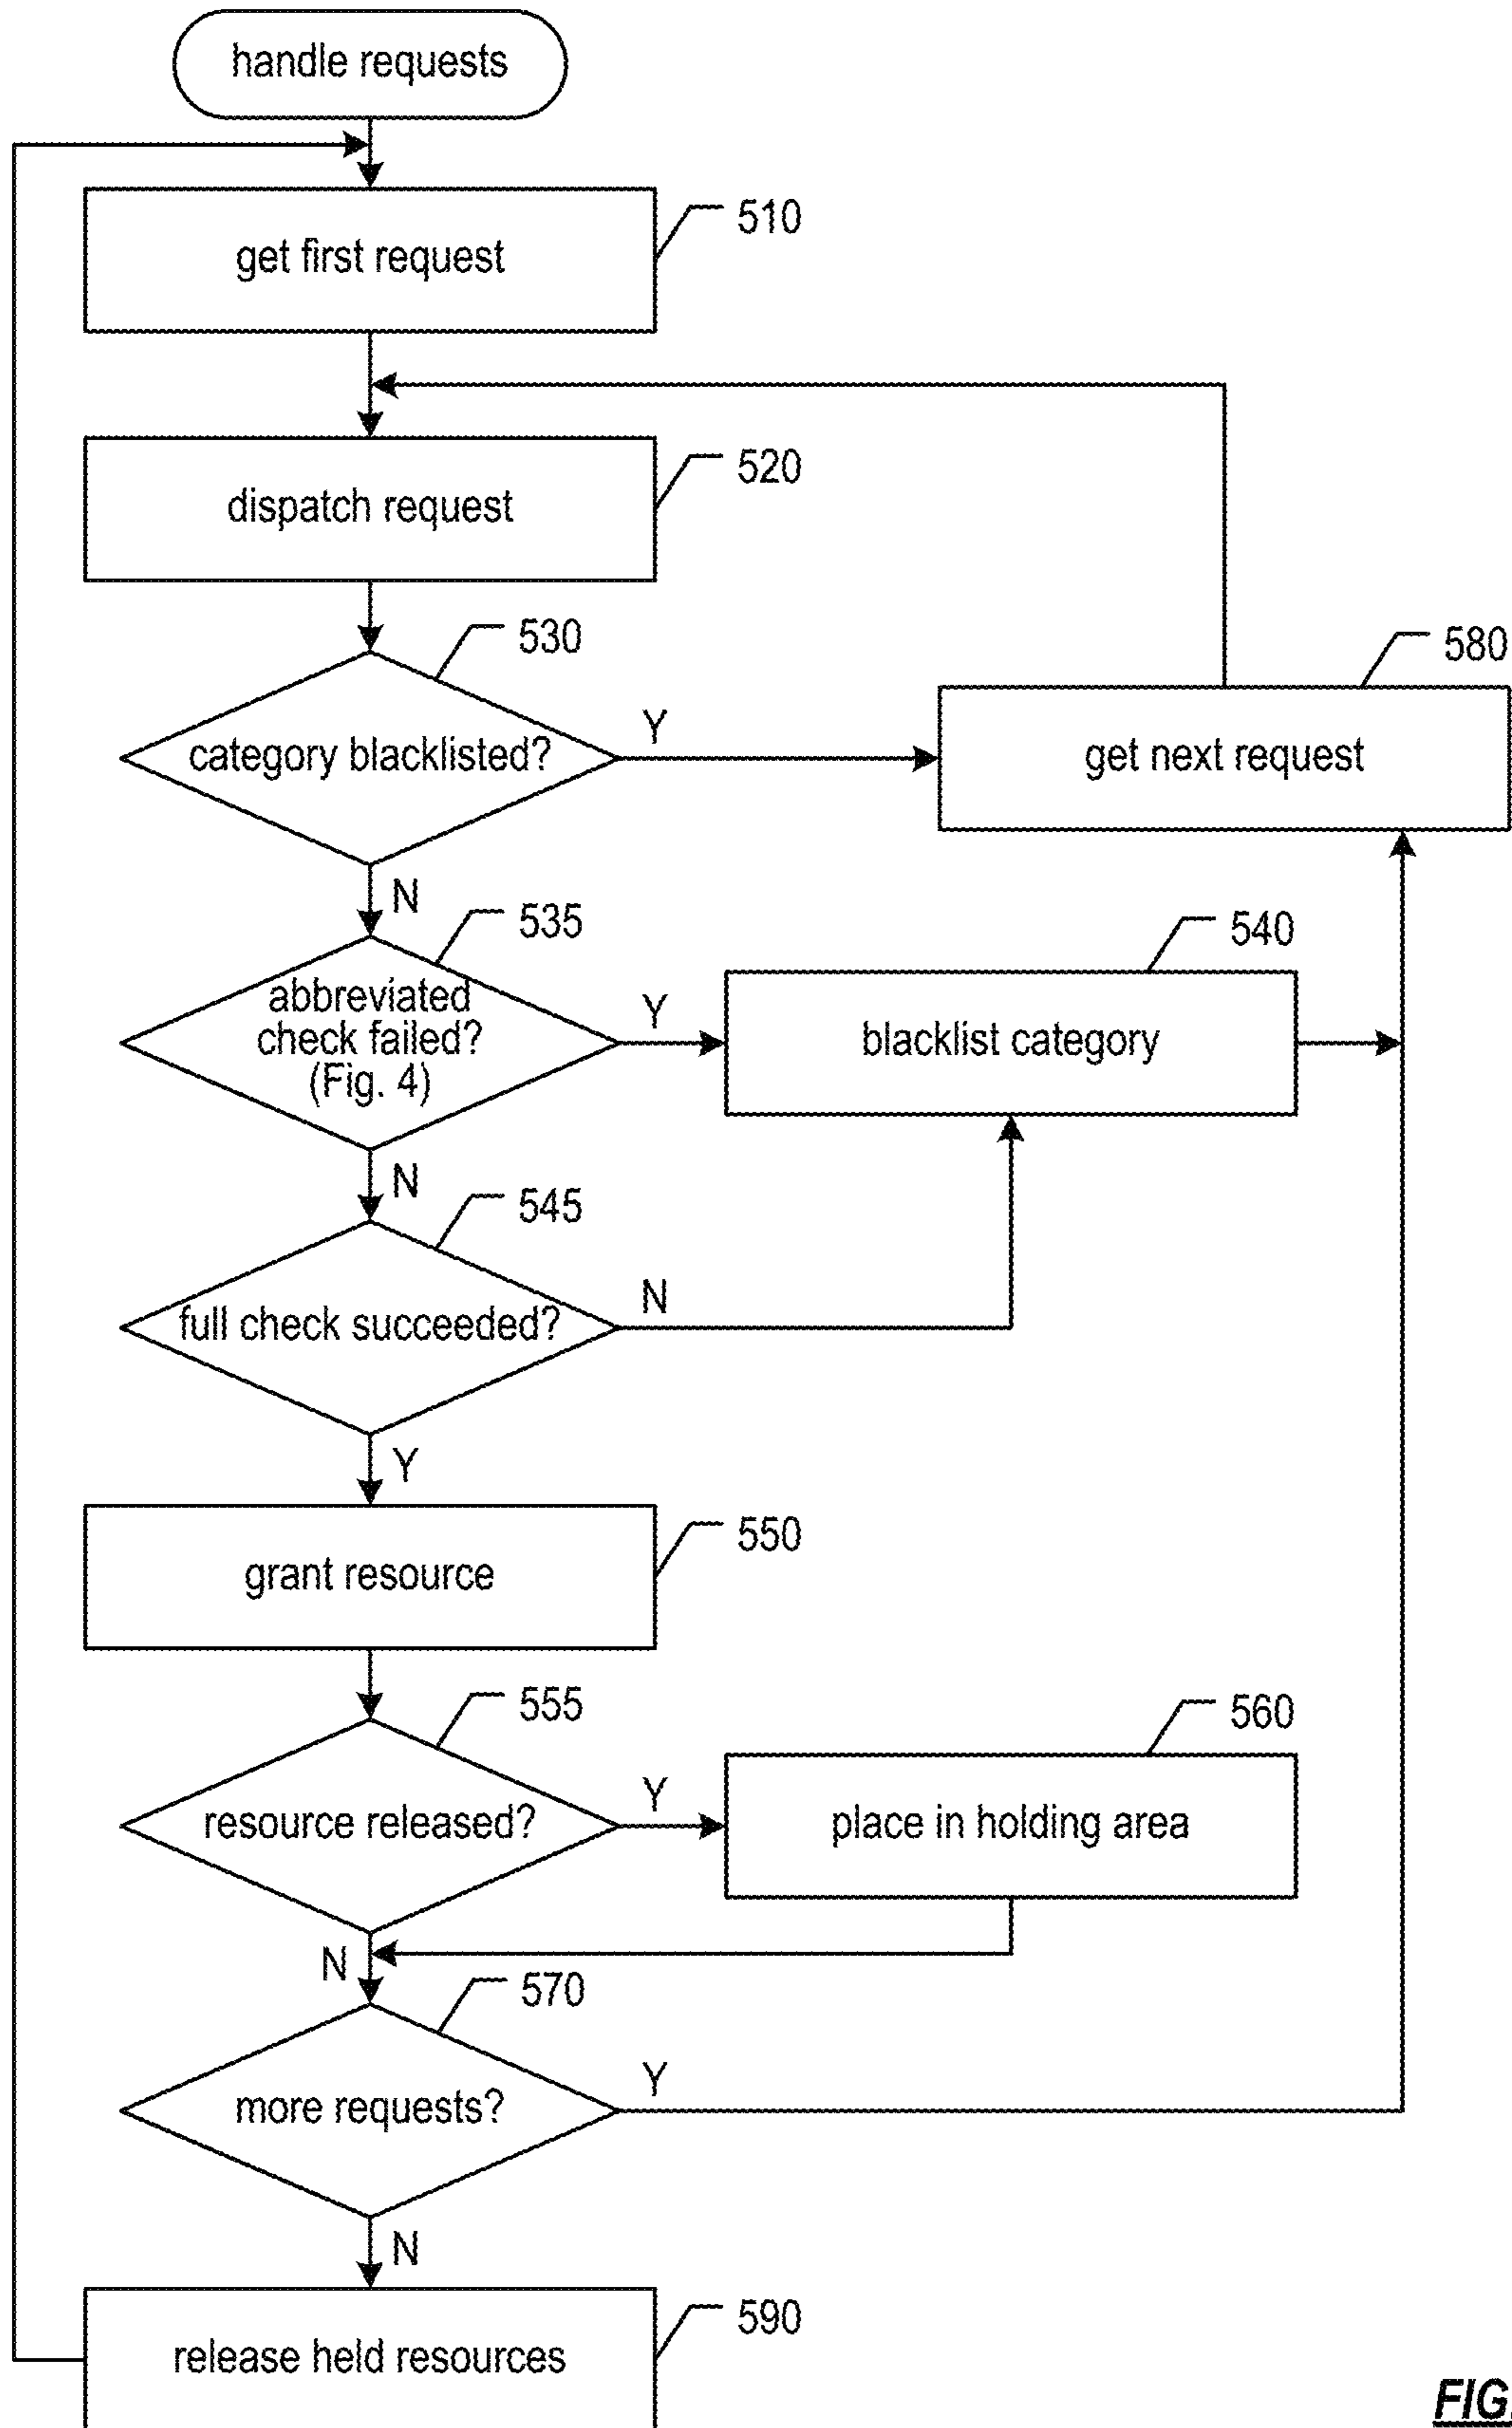 handle requests
get first request
510
dispatch request
520
530
category blacklisted?
Y
N
580
get next request
535
abbreviated
check failed?
(Fig. 4)
Y
N
540
blacklist category
545
full check succeeded?
N
Y
grant resource
550
555
resource released?
Y
N
560
place in holding area
570
more requests?
Y
N
release held resources
590
FIG